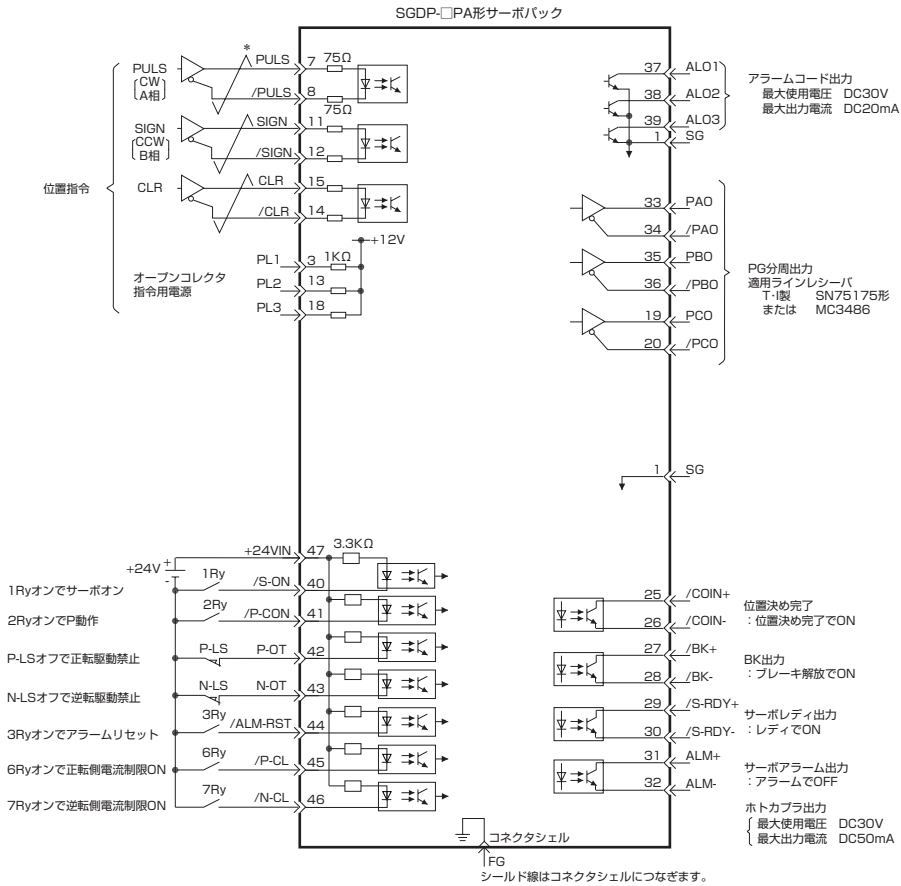 SGDP-□PA形サーボパック
*
位置指令
PULS
CW
A相
PULS
7
75Ω
/PULS
8
75Ω
SIGN
CCW
B相
SIGN
11
/SIGN
12
CLR
CLR
15
/CLR
14
+12V
オープンコレクタ
指令用電源
PL1
3
1KΩ
PL2
13
PL3
18
37
ALO1
38
ALO2
39
ALO3
1
SG
アラームコード出力
最大使用電圧 DC30V
最大出力電流 DC20mA
33
PAO
34
/PAO
35
PBO
36
/PBO
19
PCO
20
/PCO
PG分周出力
適用ラインレシーバ
T·I製 SN75175形
または MC3486
1
SG
+24V
+
-
+24VIN
47
3.3KΩ
1Ryオンでサーボオン
1Ry
/S-ON
40
2RyオンでP動作
2Ry
/P-CON
41
P-LSオフで正転駆動禁止
P-LS
P-OT
42
N-LSオフで逆転駆動禁止
N-LS
N-OT
43
3Ryオンでアラームリセット
3Ry
/ALM-RST
44
6Ryオンで正転側電流制限ON
6Ry
/P-CL
45
7Ryオンで逆転側電流制限ON
7Ry
/N-CL
46
25
/COIN+
26
/COIN-
位置決め完了
:位置決め完了でON
27
/BK+
28
/BK-
BK出力
:ブレーキ解放でON
29
/S-RDY+
30
/S-RDY-
サーボレディ出力
:レディでON
31
ALM+
32
ALM-
サーボアラーム出力
:アラームでOFF
ホトカプラ出力
最大使用電圧 DC30V
最大出力電流 DC50mA
コネクタシェル
FG
シールド線はコネクタシェルにつなぎます。